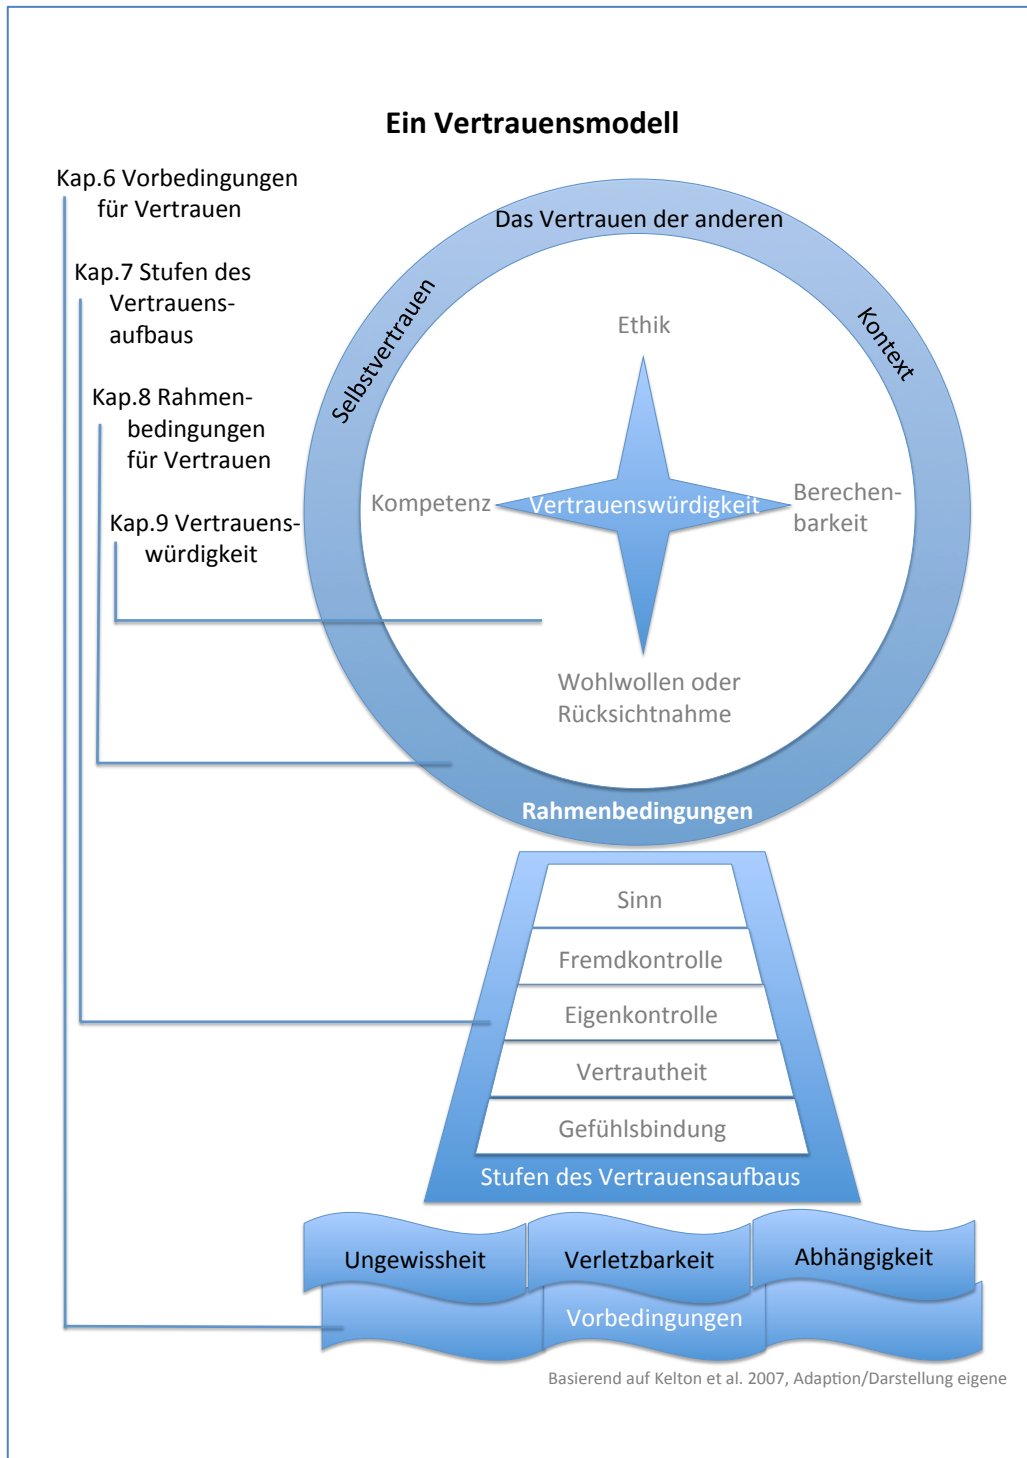 Ein Vertrauensmodell
Kap.6 Vorbedingungen
für Vertrauen
Kap.7 Stufen des
Vertrauens-
aufbaus
Kap.8 Rahmen-
bedingungen
für Vertrauen
Kap.9 Vertrauens-
würdigkeit
Das Vertrauen der anderen
Selbstvertrauen
Kontext
Ethik
Kompetenz
Vertrauenswürdigkeit
Berechen-
barkeit
Wohlwollen oder
Rücksichtnahme
Rahmenbedingungen
Sinn
Fremdkontrolle
Eigenkontrolle
Vertrautheit
Gefühlsbindung
Stufen des Vertrauensaufbaus
Ungewissheit
Verletzbarkeit
Abhängigkeit
Vorbedingungen
Basierend auf Kelton et al. 2007, Adaption/Darstellung eigene